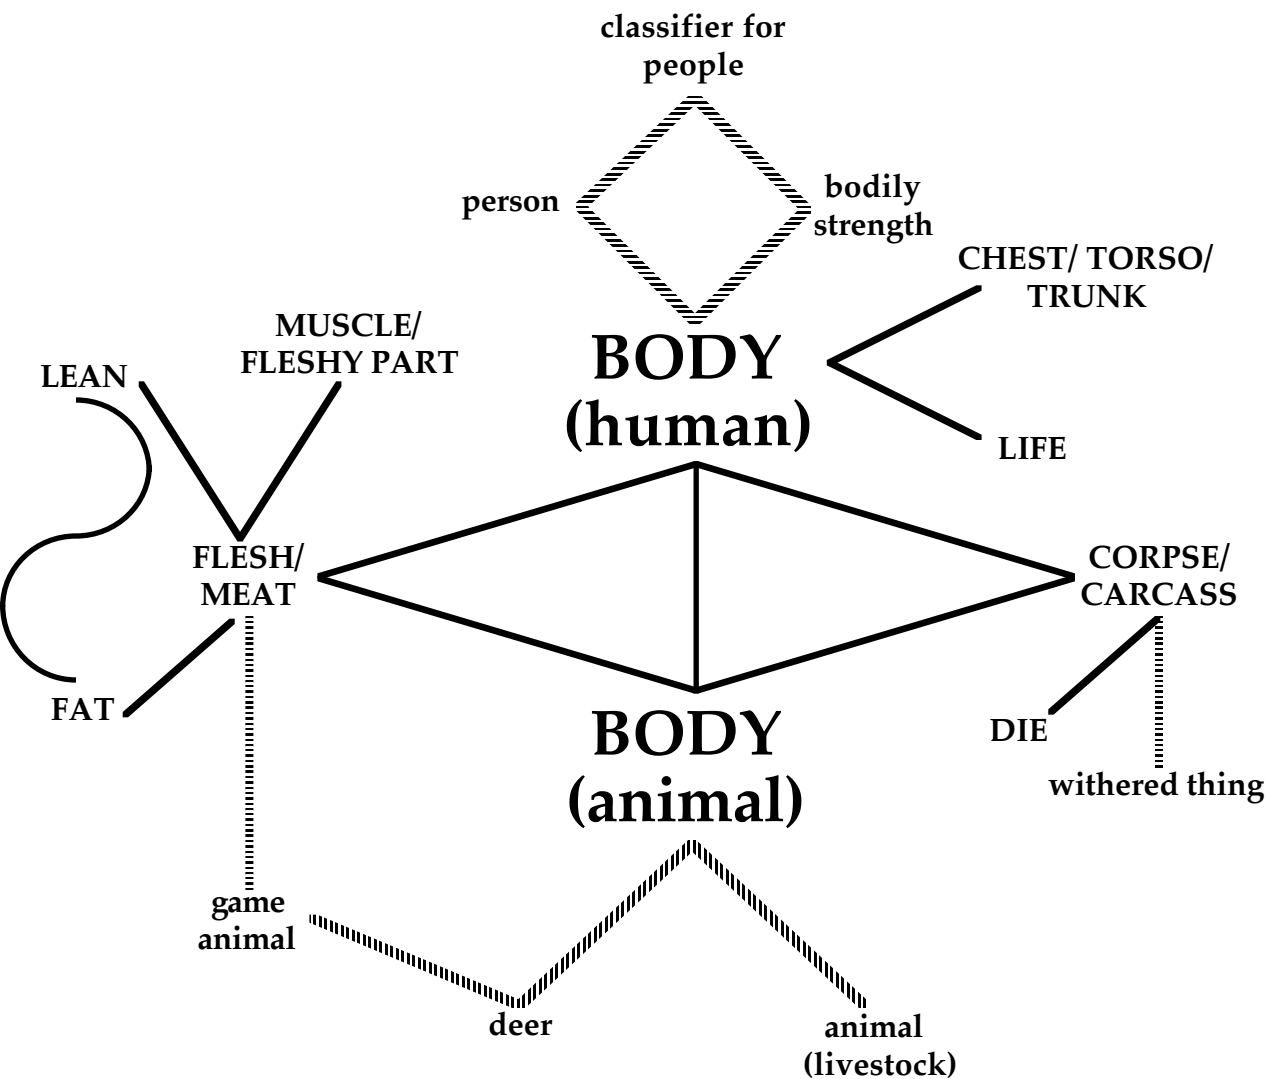 classifier for
people
person
bodily
strength
CHEST/ TORSO/
TRUNK
MUSCLE/
FLESHY PART
LEAN
BODY
(human)
LIFE
FLESH/
MEAT
CORPSE/
CARCASS
FAT
BODY
(animal)
DIE
withered thing
game
animal
deer
animal
(livestock)